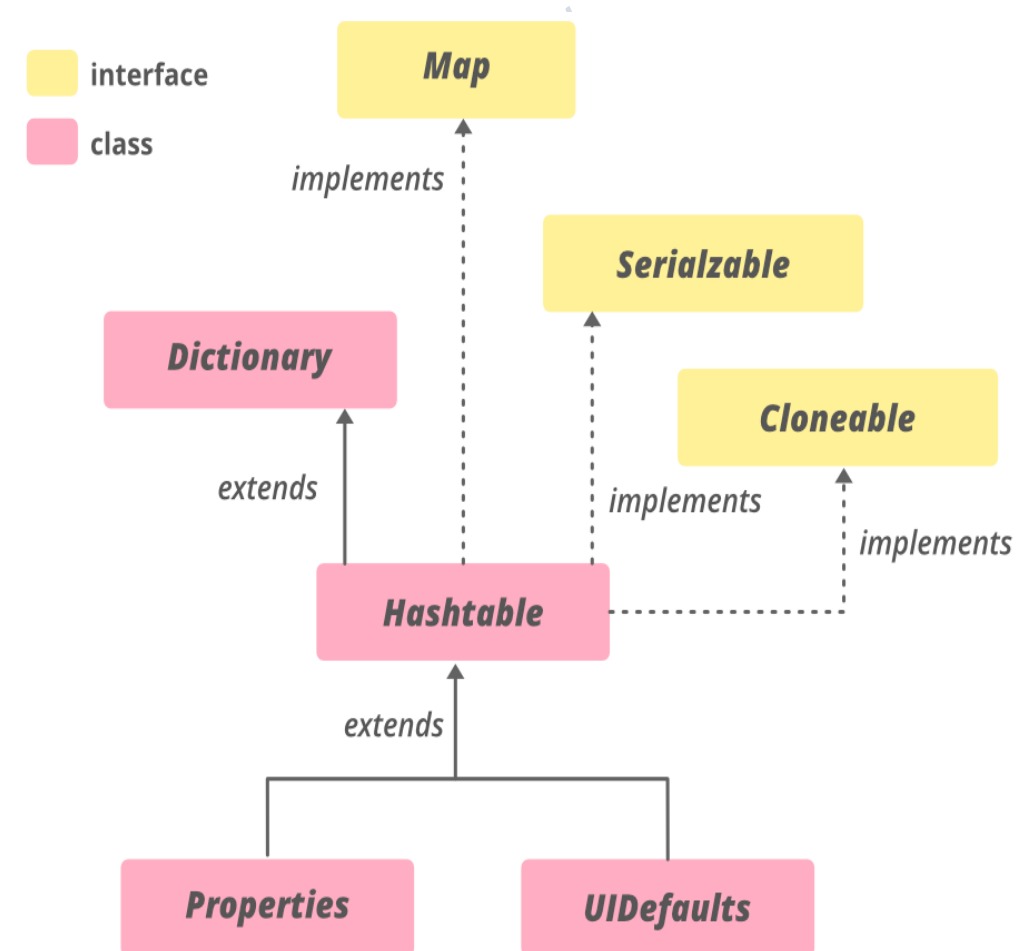 Map
interface
class
implements
Serialzable
Dictionary
Cloneable
extends
implements
implements
Hashtable
extends
Properties
UIDefaults